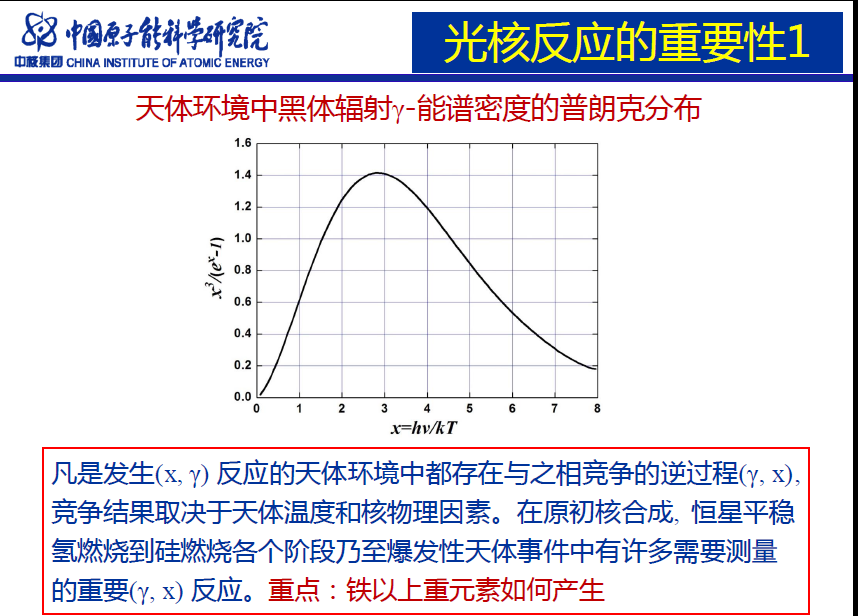 中国原子能科学研究院
中核集团 CHINA INSTITUTE OF ATOMIC ENERGY
光核反应的重要性1
天体环境中黑体辐射γ-能谱密度的普朗克分布
x³/(eˣ-1)
1.6
1.4
1.2
1.0
0.8
0.6
0.4
0.2
0.0
0 1 2 3 4 5 6 7 8
x=hν/kT
凡是发生(x, γ) 反应的天体环境中都存在与之相竞争的逆过程(γ, x),
竞争结果取决于天体温度和核物理因素。在原初核合成, 恒星平稳
氢燃烧到硅燃烧各个阶段乃至爆发性天体事件中有许多需要测量
的重要(γ, x) 反应。重点：铁以上重元素如何产生